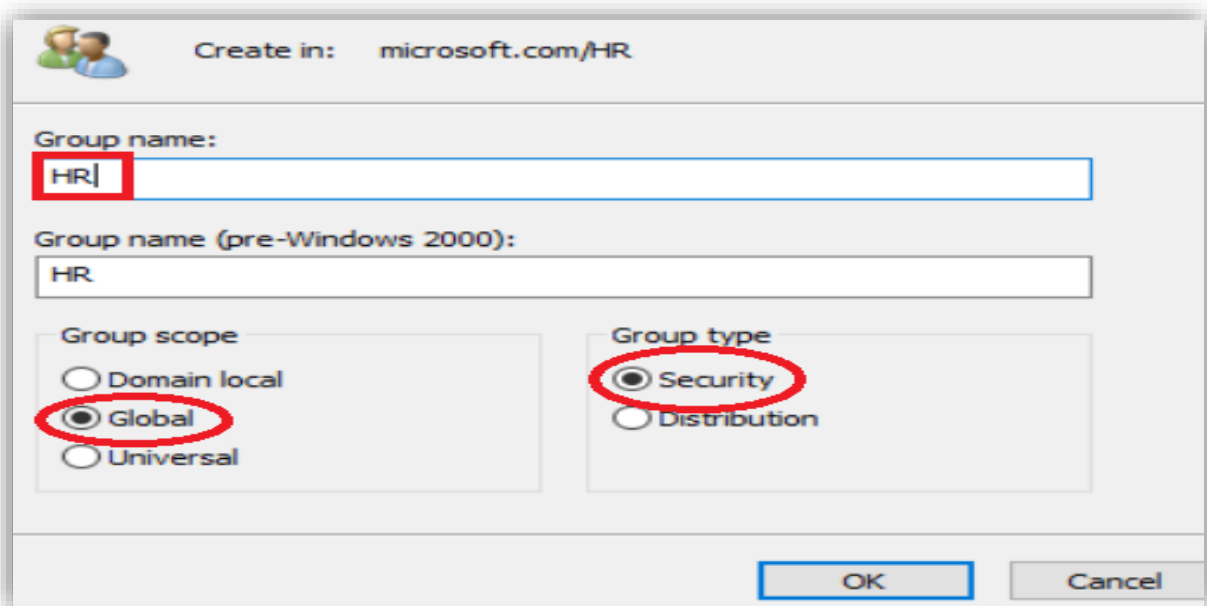 Create in: microsoft.com/HR
Group name:
HR
Group name (pre-Windows 2000):
HR
Group scope
Domain local
Global
Universal
Group type
Security
Distribution
OK
Cancel